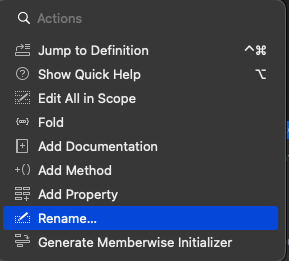 Actions
Jump to Definition ^⌘
Show Quick Help ⌥
Edit All in Scope
Fold
Add Documentation
Add Method
Add Property
Rename...
Generate Memberwise Initializer